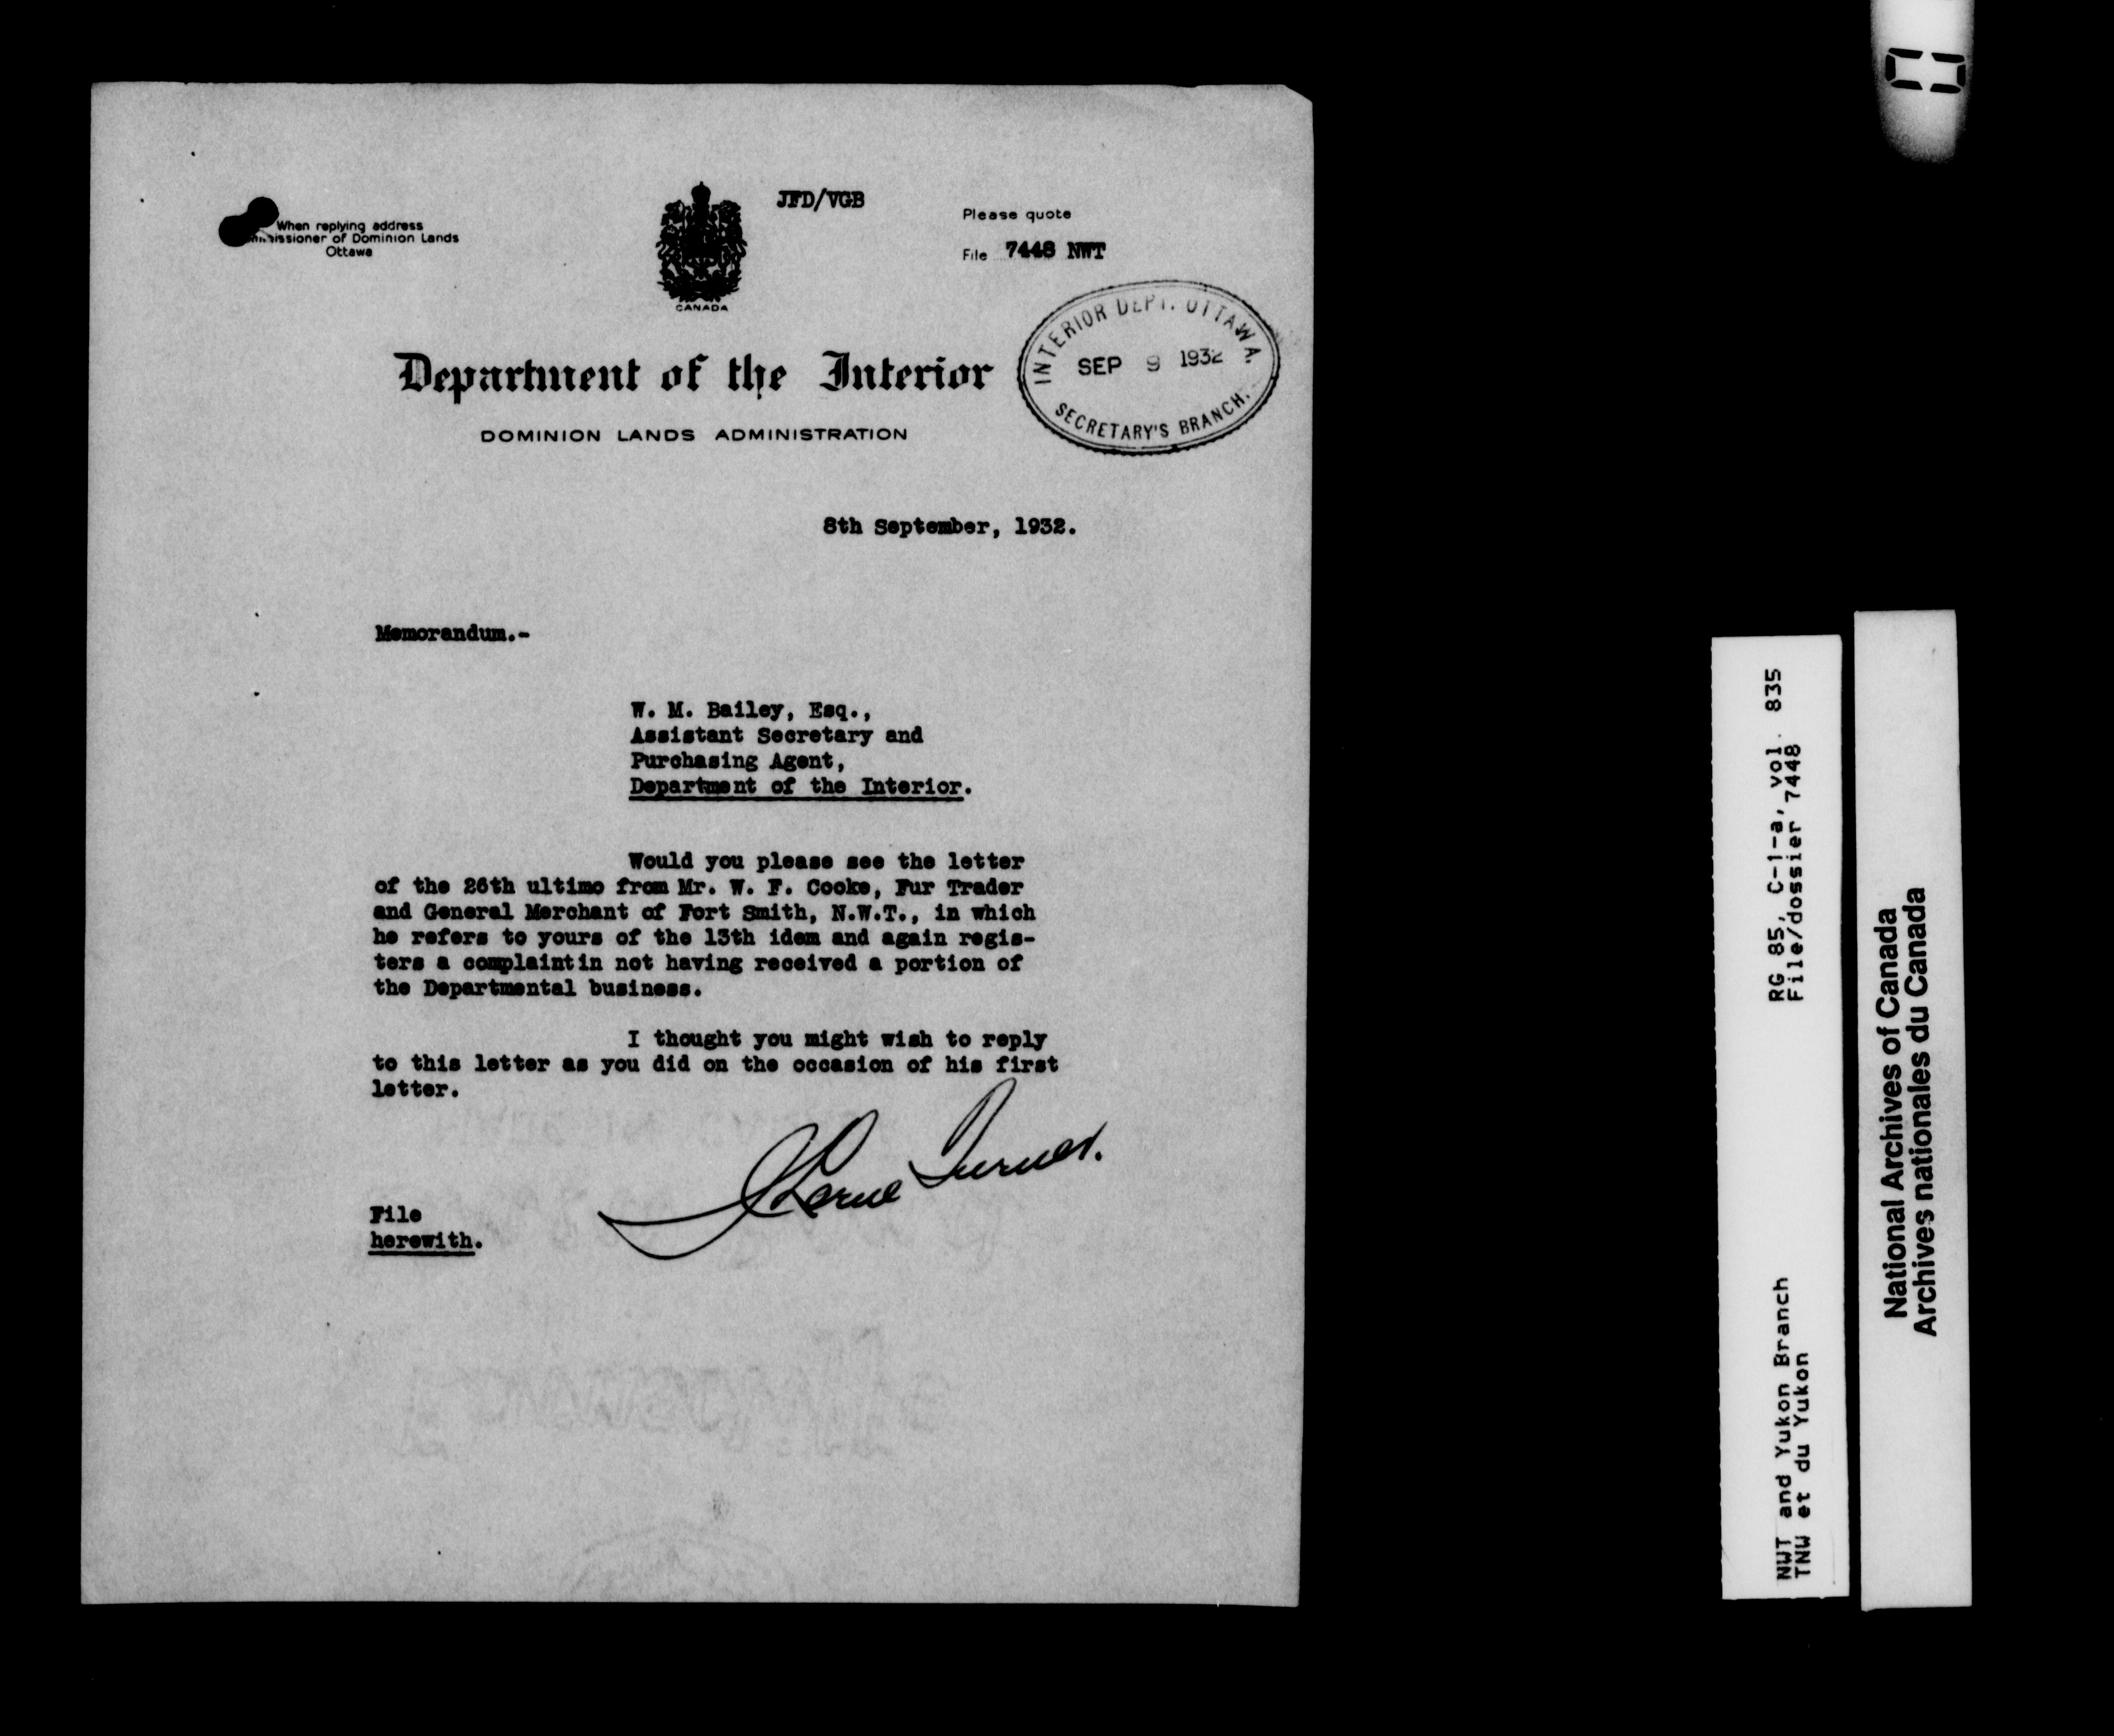 JFD/VGB
When replying address
missioner of Dominion Lands
Ottawa
Please quote
File 7448 NWT
CANADA
INTERIOR DEPT. OTTAWA.
SEP 9 1932
SECRETARY'S BRANCH.
Department of the Interior
DOMINION LANDS ADMINISTRATION
8th September, 1932.
Memorandum.-
W. M. Bailey, Esq.,
Assistant Secretary and
Purchasing Agent,
Department of the Interior.
Would you please see the letter
of the 26th ultimo from Mr. W. F. Cooke, Fur Trader
and General Merchant of Fort Smith, N.W.T., in which
he refers to yours of the 13th idem and again regis-
ters a complaintin not having received a portion of
the Departmental business.
I thought you might wish to reply
to this letter as you did on the occasion of his first
letter.
Lorne Turner.
File
herewith.
RG 85, C-1-a, vol. 835
File/dossier 7448
NWT and Yukon Branch
TNW et du Yukon
National Archives of Canada
Archives nationales du Canada